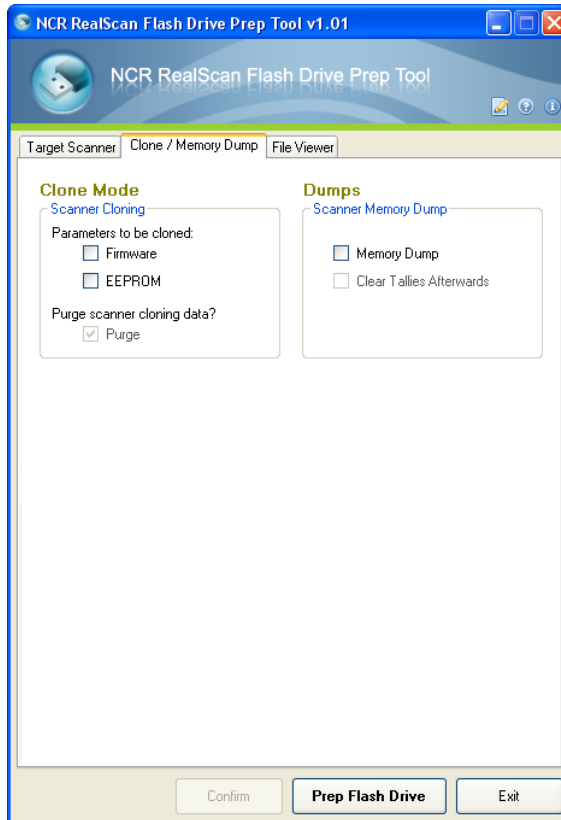 NCR RealScan Flash Drive Prep Tool v1.01
NCR RealScan Flash Drive Prep Tool
Target Scanner
Clone / Memory Dump
File Viewer
Clone Mode
Scanner Cloning
Parameters to be cloned:
Firmware
EEPROM
Purge scanner cloning data?
Purge
Dumps
Scanner Memory Dump
Memory Dump
Clear Tallies Afterwards
Confirm
Prep Flash Drive
Exit